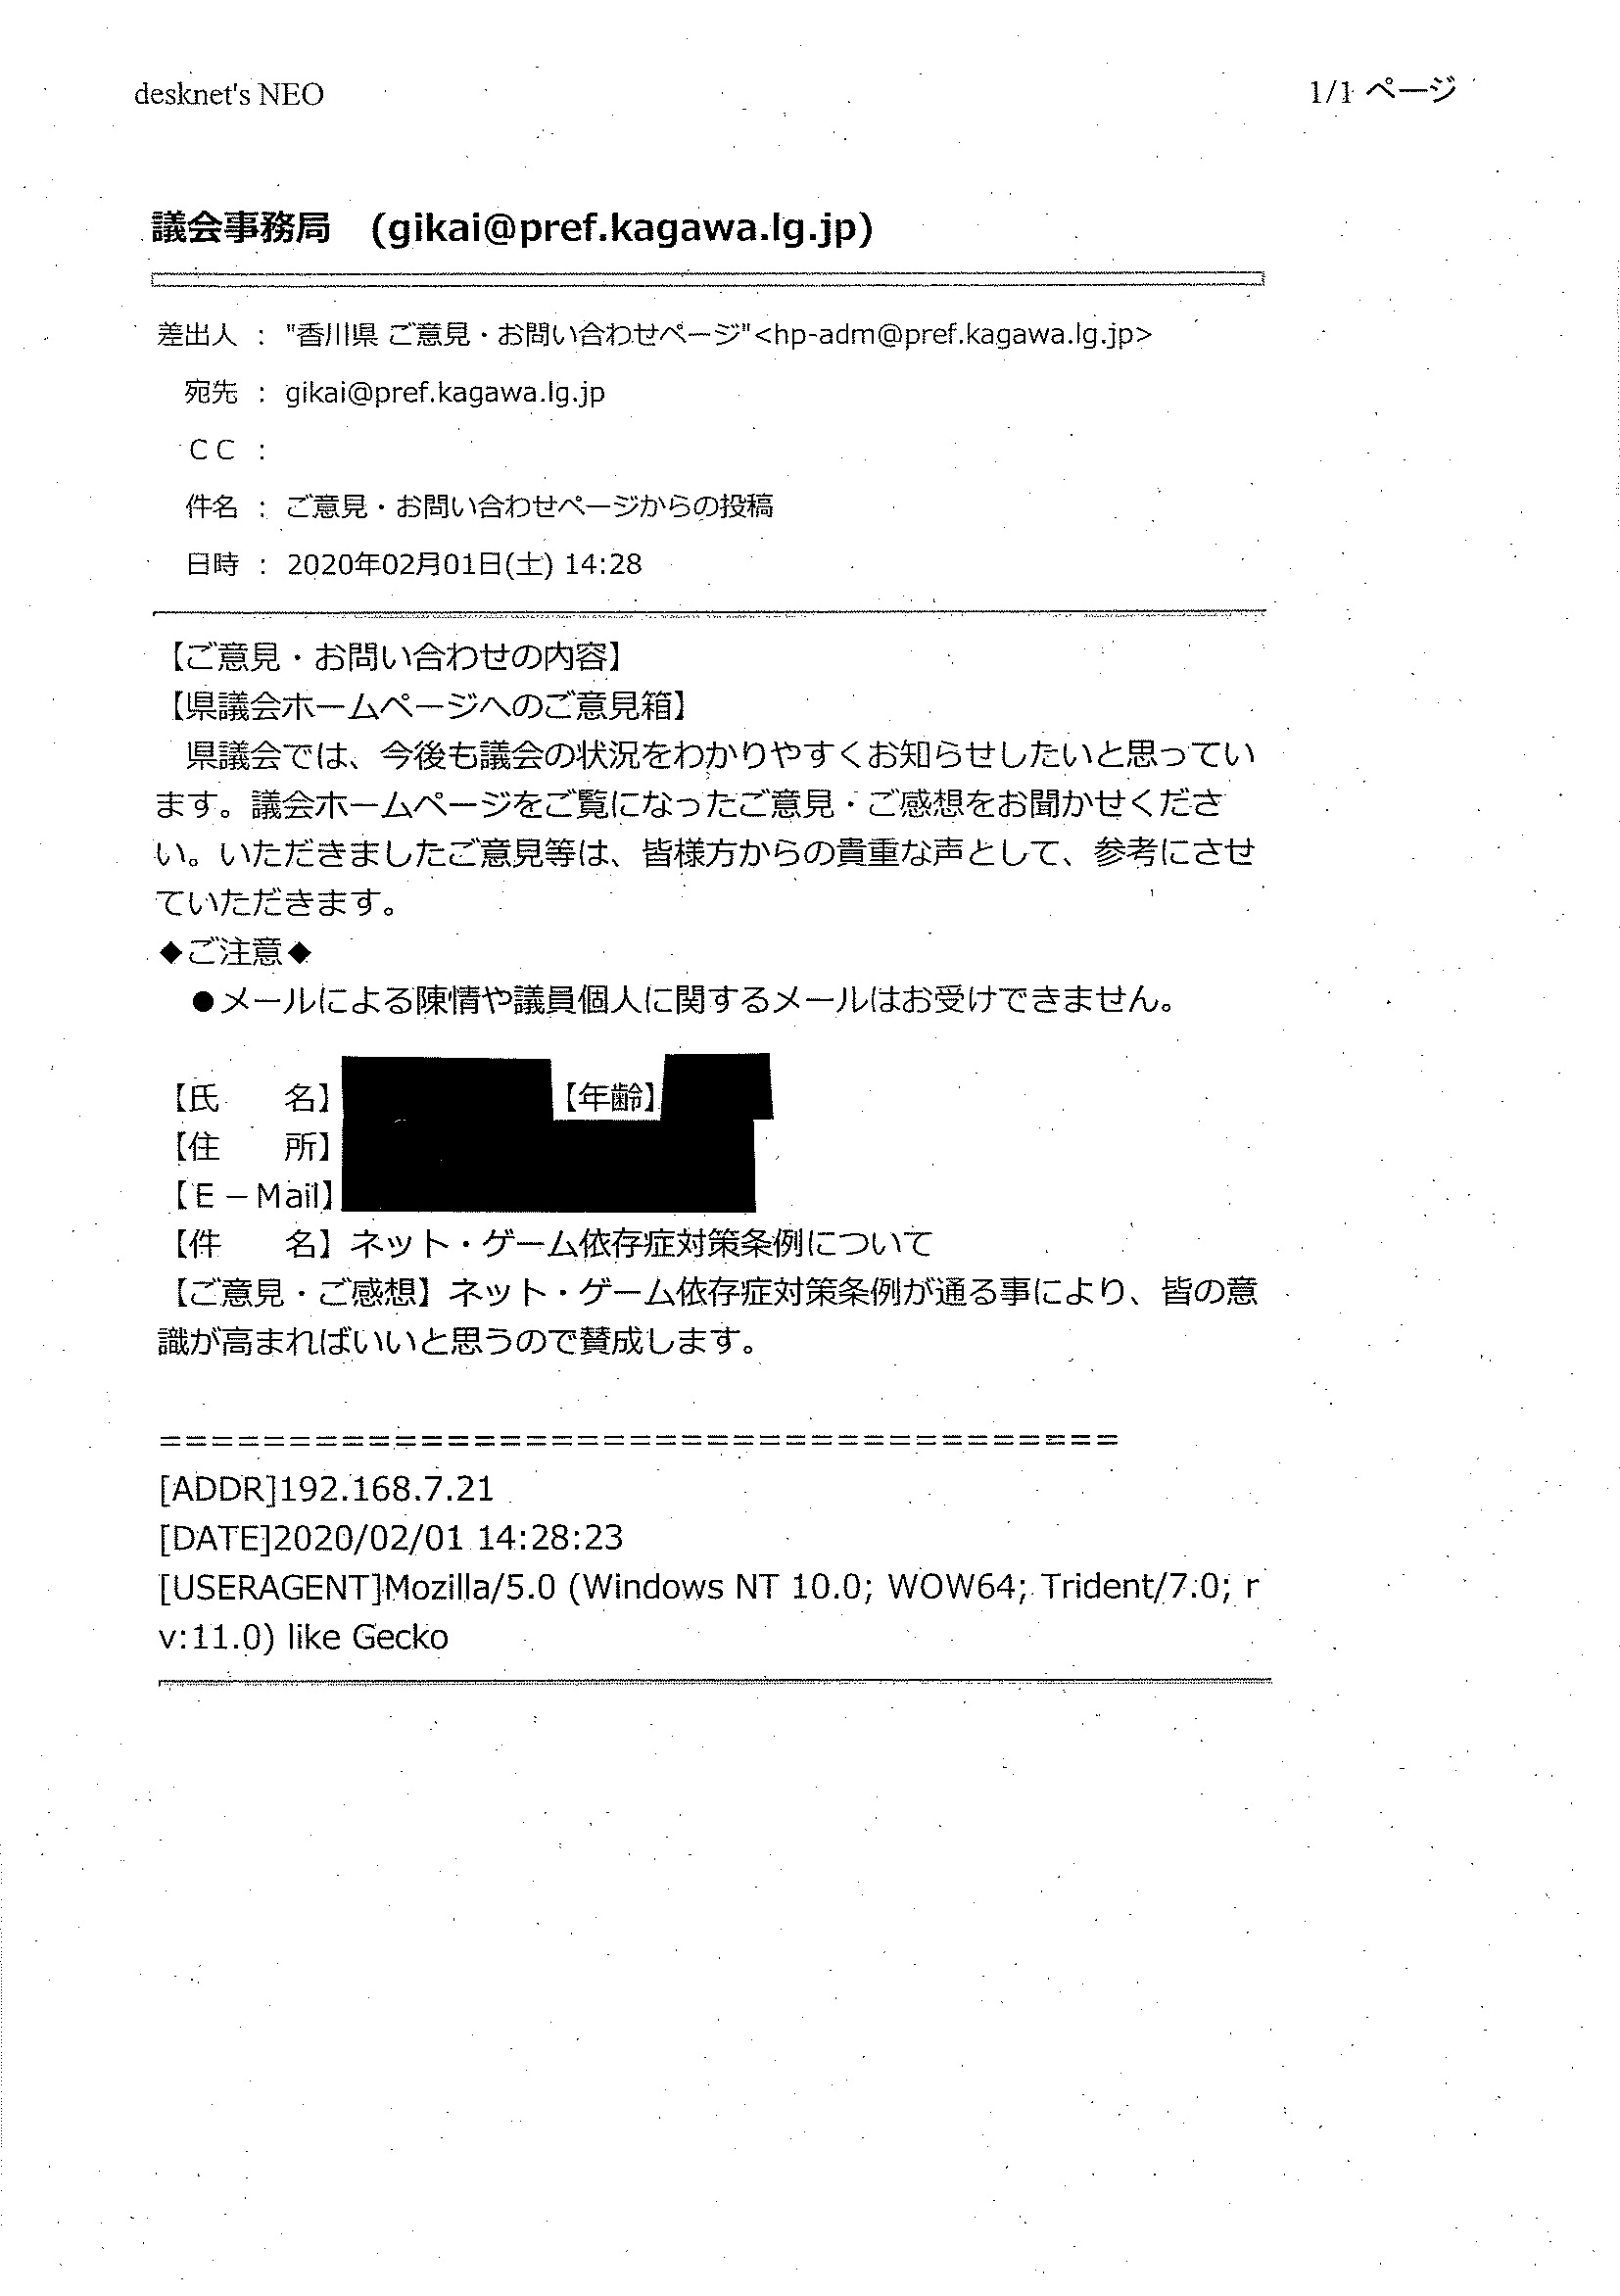 desknet's NEO
1/1 ページ
議会事務局　(gikai@pref.kagawa.lg.jp)
差出人 ： "香川県 ご意見・お問い合わせページ"<hp-adm@pref.kagawa.lg.jp>
宛先 ： gikai@pref.kagawa.lg.jp
ＣＣ ：
件名 ： ご意見・お問い合わせページからの投稿
日時 ： 2020年02月01日(土) 14:28
【ご意見・お問い合わせの内容】
【県議会ホームページへのご意見箱】
　県議会では、今後も議会の状況をわかりやすくお知らせしたいと思ってい
ます。議会ホームページをご覧になったご意見・ご感想をお聞かせくださ
い。いただきましたご意見等は、皆様方からの貴重な声として、参考にさせ
ていただきます。
◆ご注意◆
　●メールによる陳情や議員個人に関するメールはお受けできません。
【氏　　名】【年齢】
【住　　所】
【Ｅ－Mail】
【件　　名】ネット・ゲーム依存症対策条例について
【ご意見・ご感想】ネット・ゲーム依存症対策条例が通る事により、皆の意
識が高まればいいと思うので賛成します。
=====================================
[ADDR]192.168.7.21
[DATE]2020/02/01 14:28:23
[USERAGENT]Mozilla/5.0 (Windows NT 10.0; WOW64; Trident/7.0; r
v:11.0) like Gecko